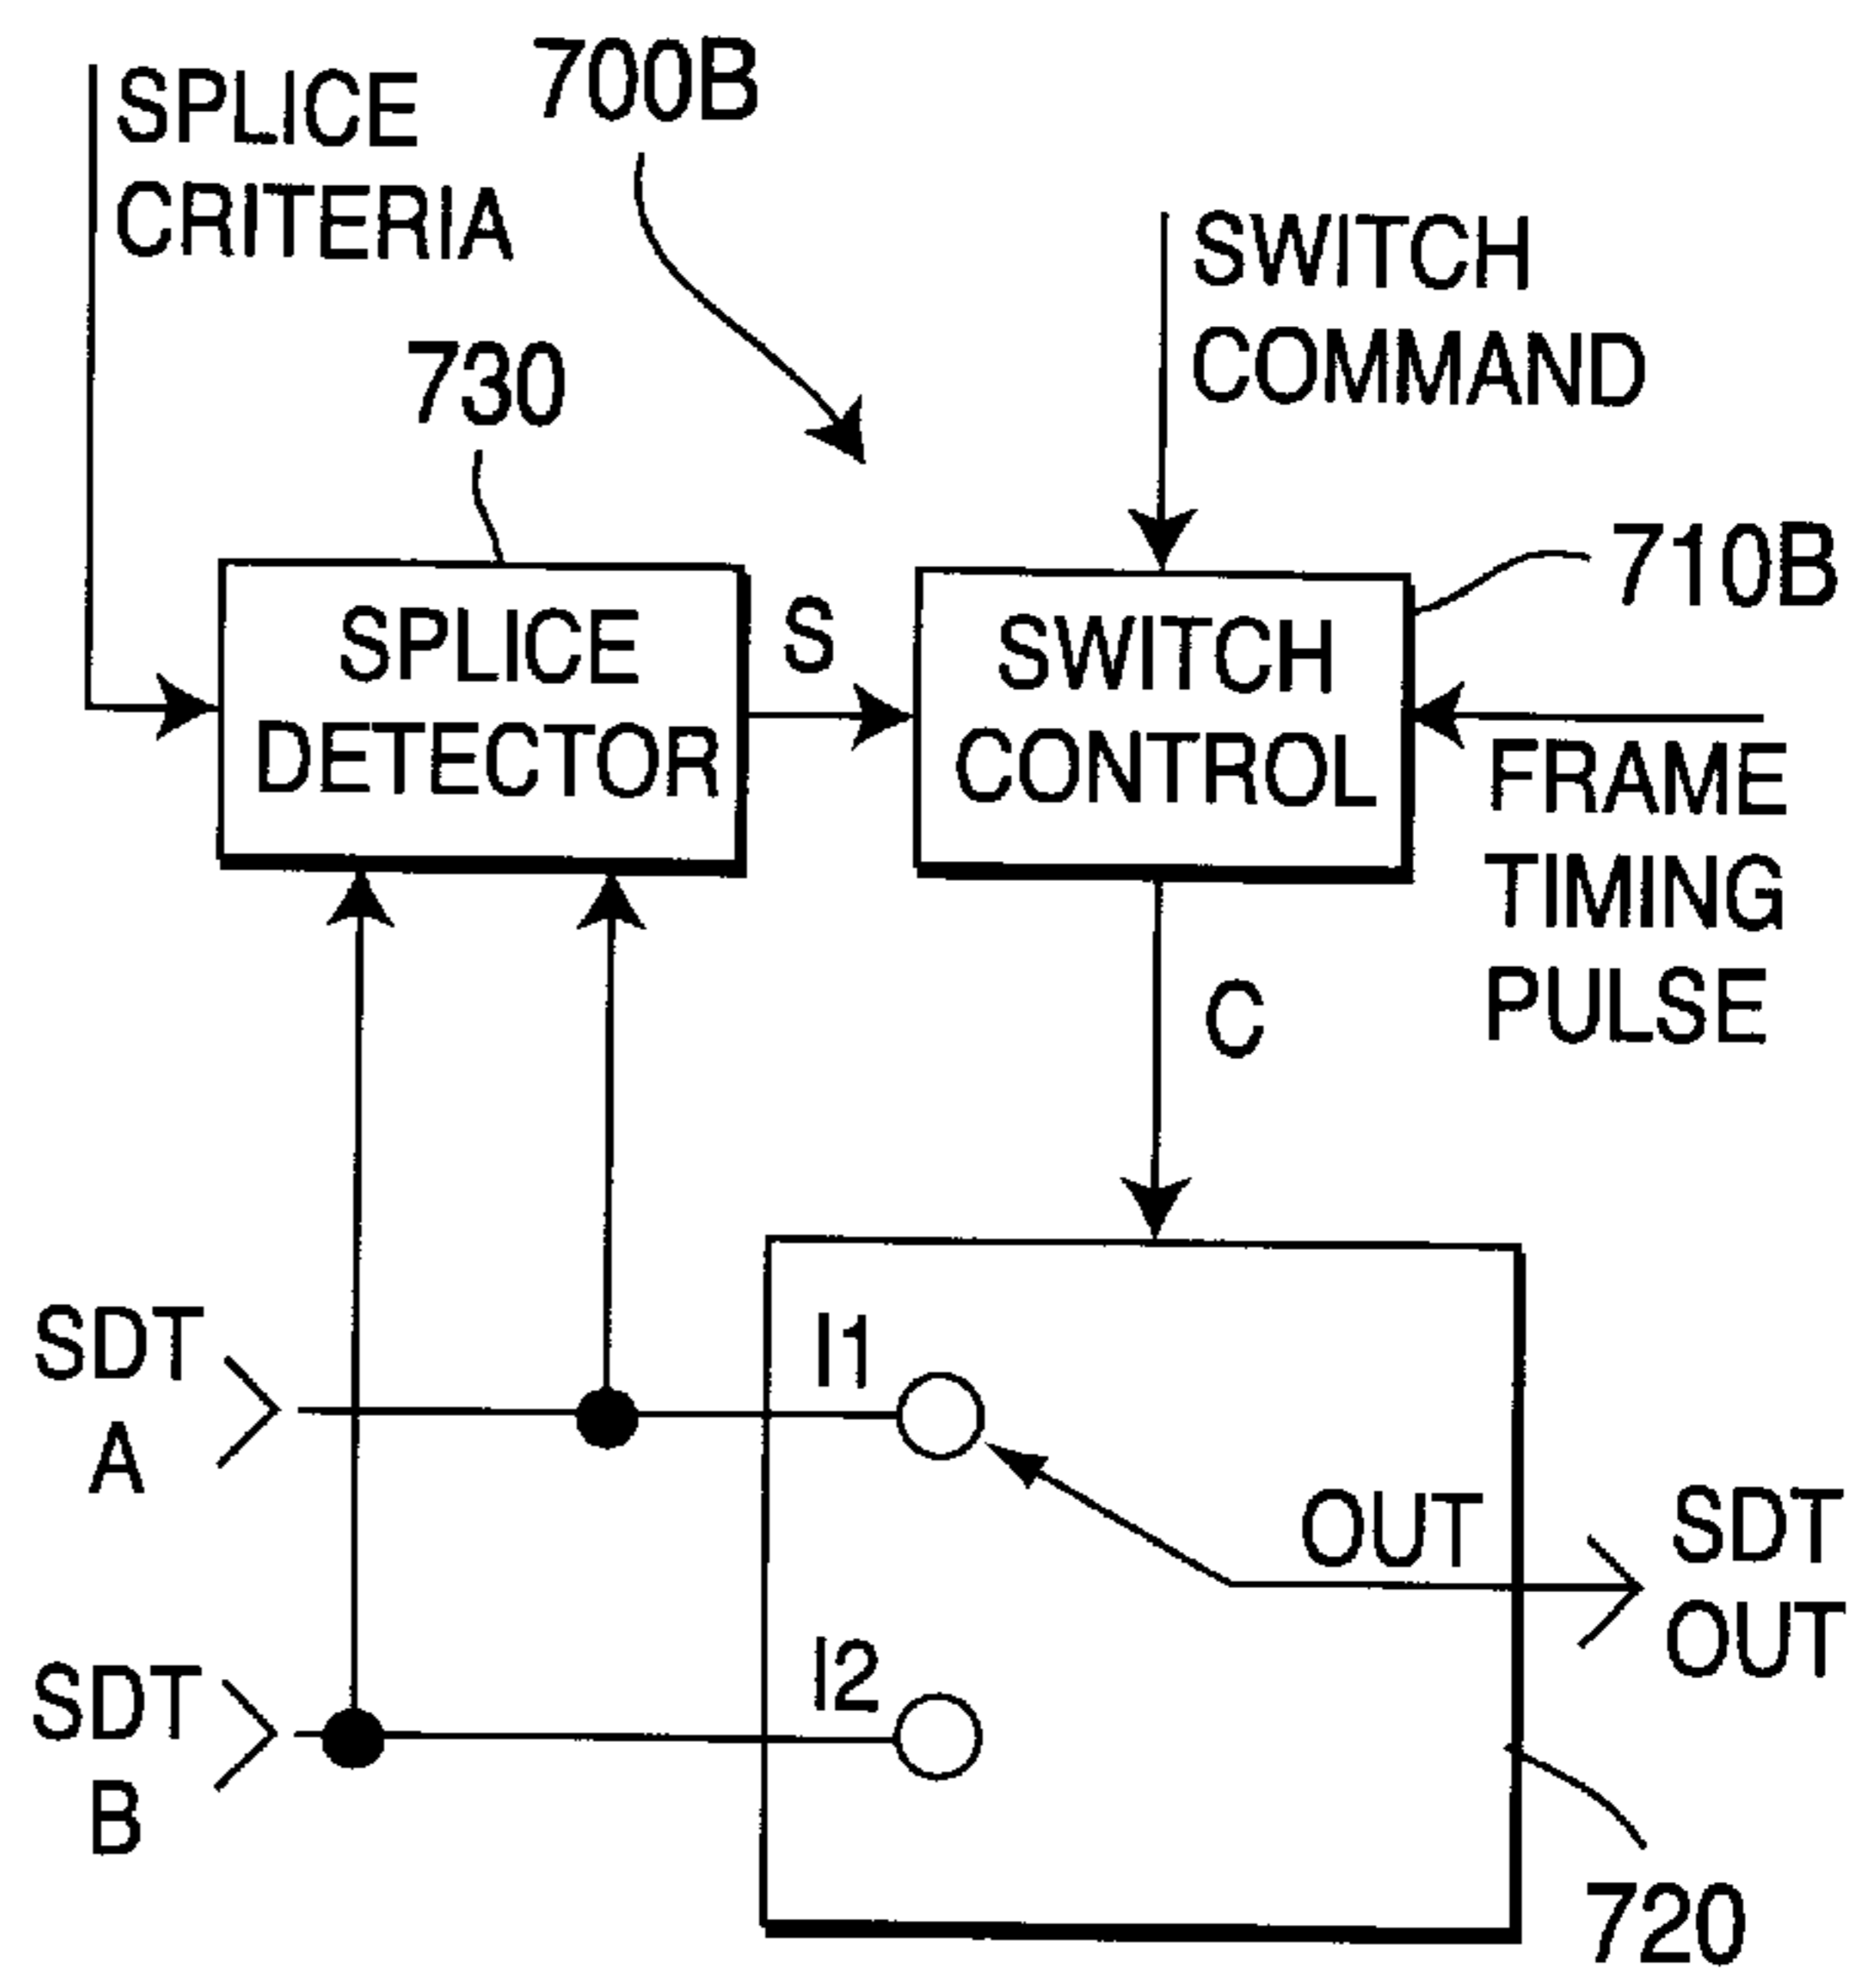 700B
SPLICE
CRITERIA
SWITCH
COMMAND
730
710B
SPLICE
DETECTOR
S
SWITCH
CONTROL
FRAME
TIMING
PULSE
C
SDT
A
I1
OUT
SDT
OUT
SDT
B
I2
720